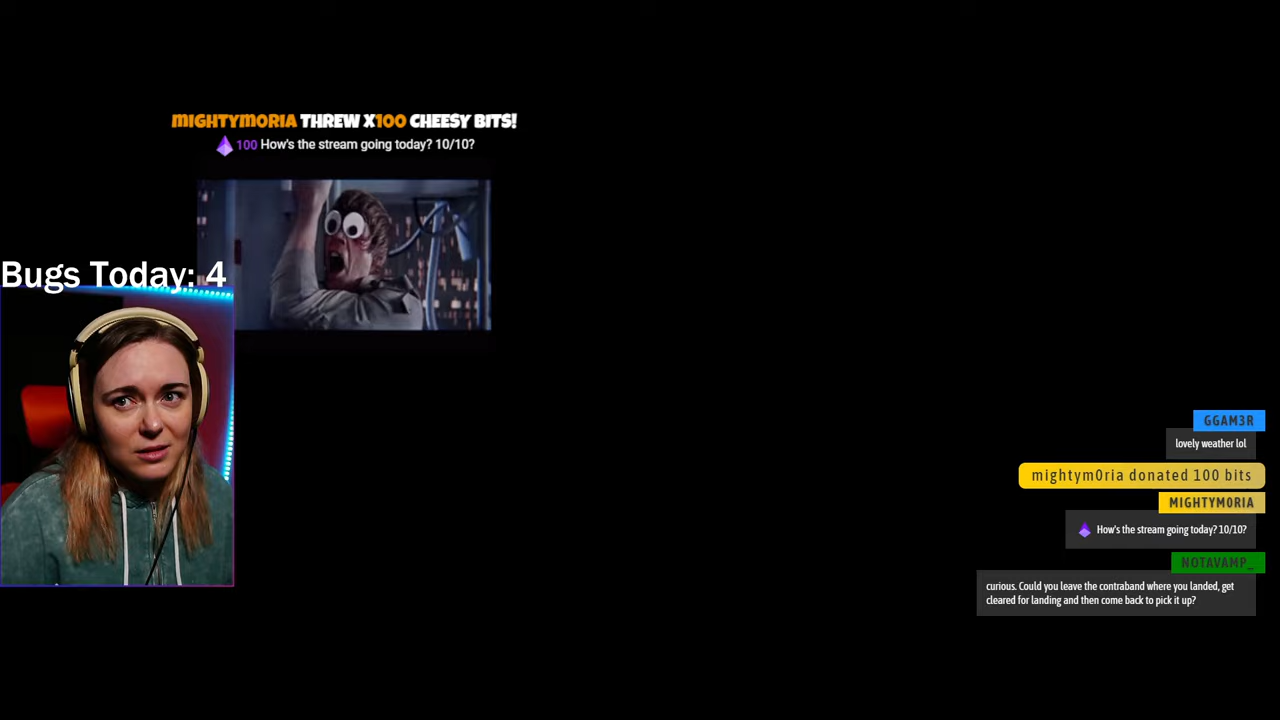 MIGHTYM0RIA THREW X100 CHEESY BITS!
100 How's the stream going today? 10/10?
Bugs Today: 4
GGAM3R
lovely weather lol
mightym0ria donated 100 bits
MIGHTYM0RIA
How's the stream going today? 10/10?
NOTAVAMP_
curious. Could you leave the contraband where you landed, get
cleared for landing and then come back to pick it up?